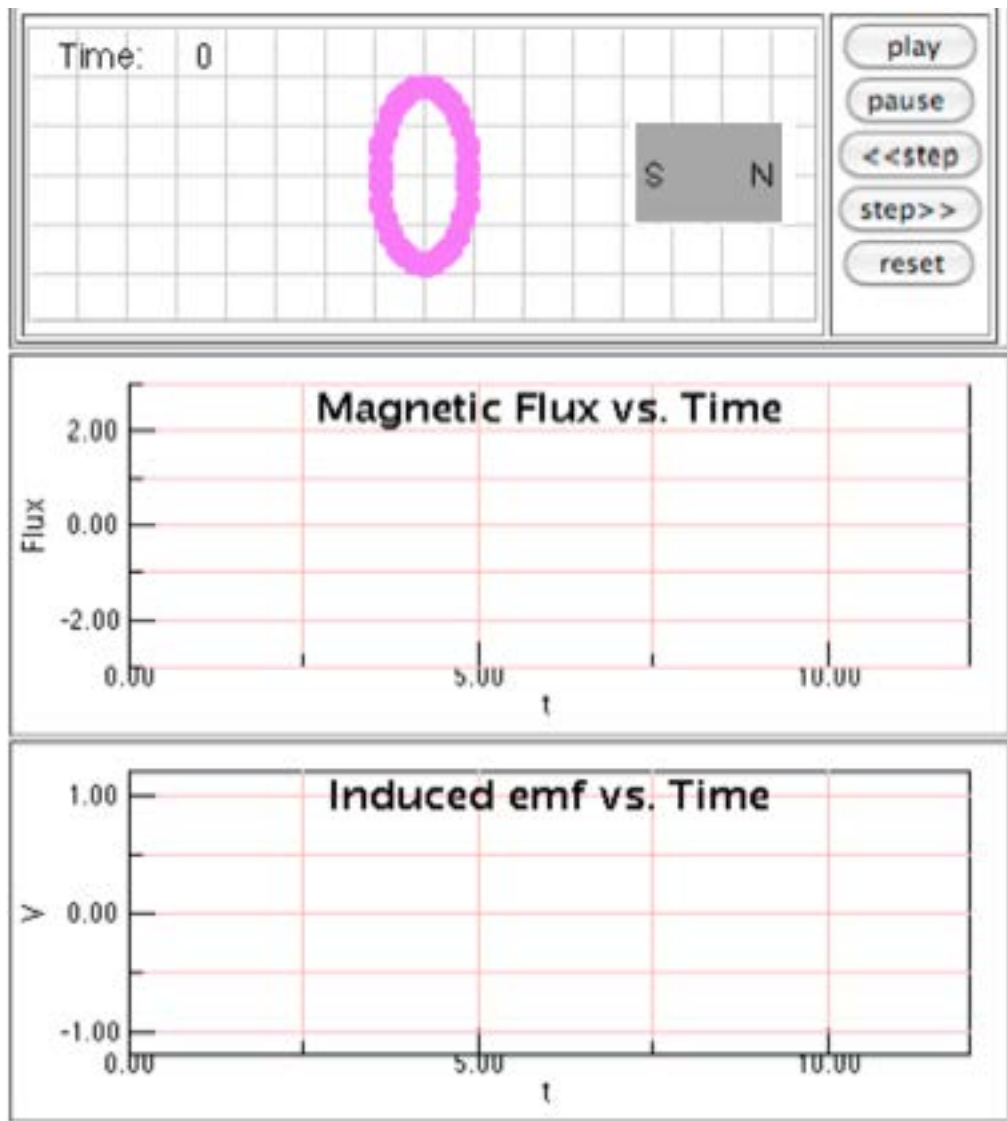 Time: 0
play
pause
<<step
step>>
reset
S N
Magnetic Flux vs. Time
Flux
2.00
0.00
-2.00
0.00 5.00 10.00
t
Induced emf vs. Time
V
1.00
0.00
-1.00
0.00 5.00 10.00
t